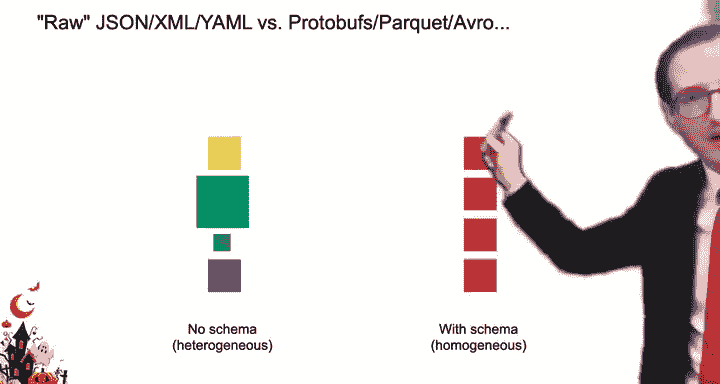 "Raw" JSON/XML/YAML vs. Protobufs/Parquet/Avro...
No schema
(heterogeneous)
With schema
(homogeneous)